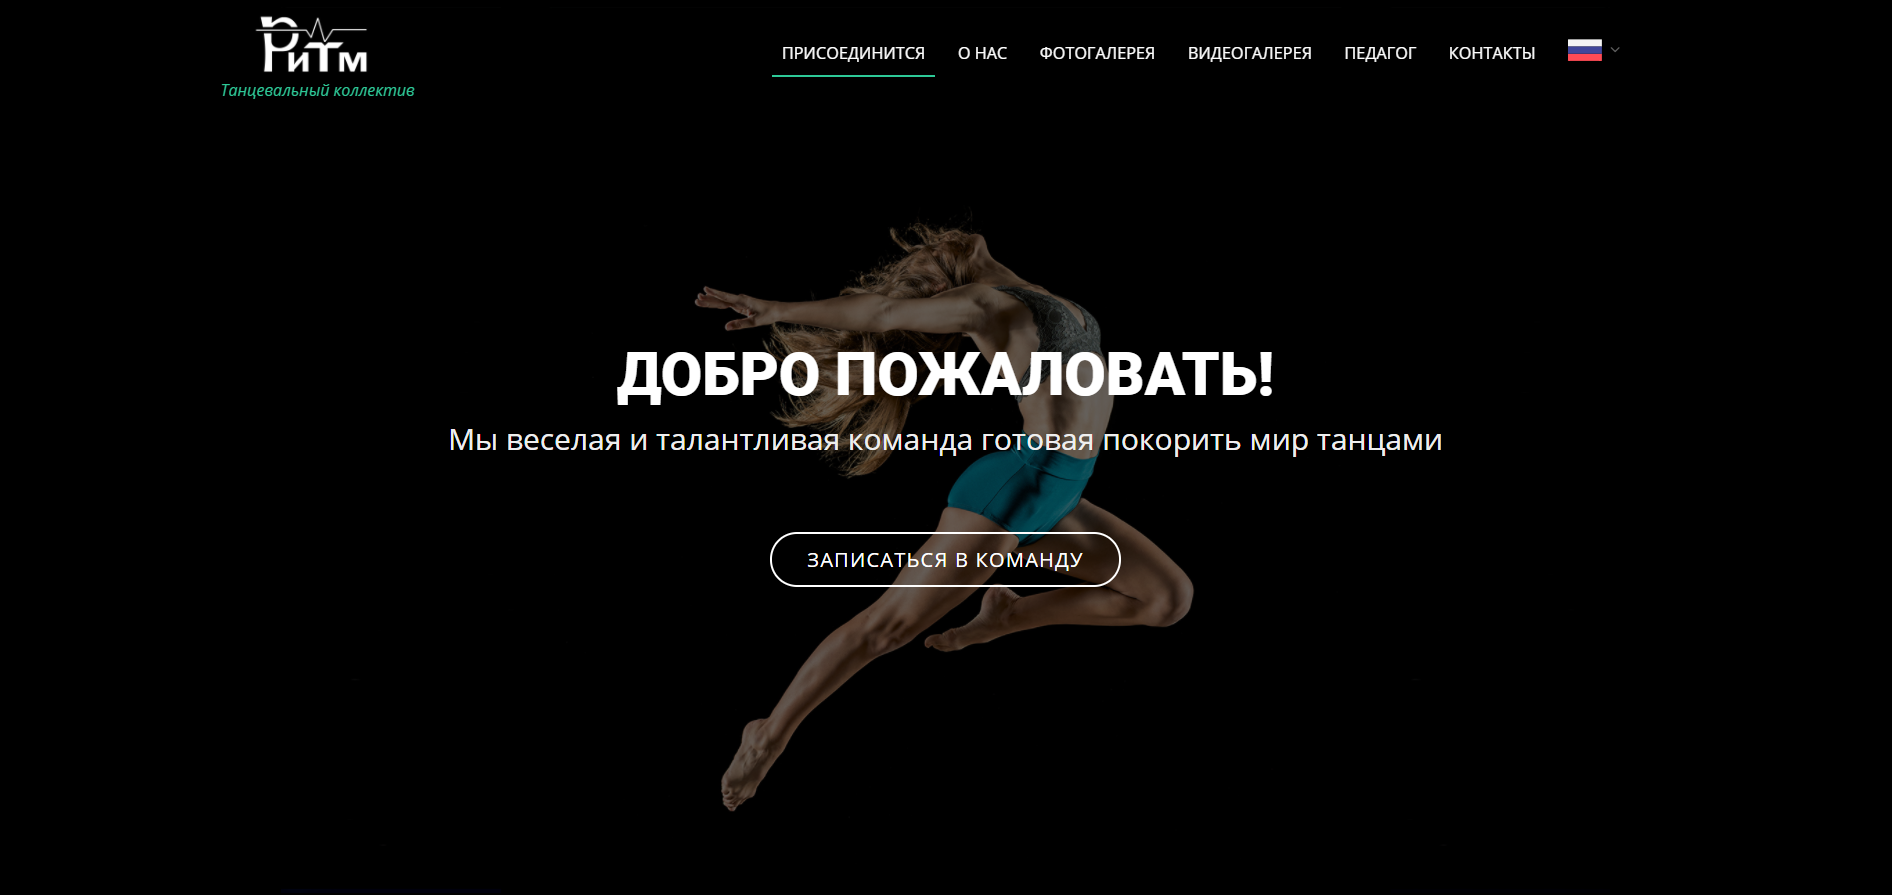 РиТм
Танцевальный коллектив
ПРИСОЕДИНИТСЯ О НАС ФОТОГАЛЕРЕЯ ВИДЕОГАЛЕРЕЯ ПЕДАГОГ КОНТАКТЫ
ДОБРО ПОЖАЛОВАТЬ!
Мы веселая и талантливая команда готовая покорить мир танцами
ЗАПИСАТЬСЯ В КОМАНДУ